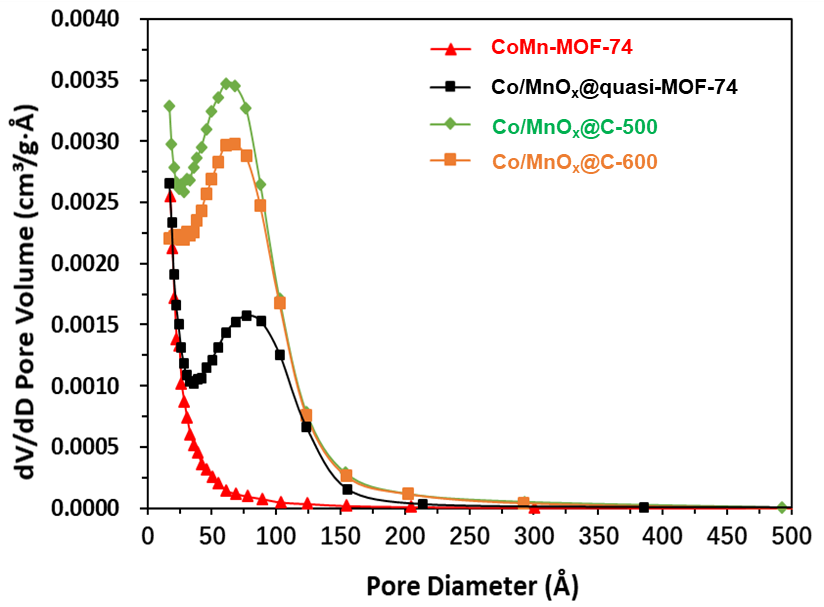 0.0040
0.0035
0.0030
0.0025
0.0020
0.0015
0.0010
0.0005
0.0000
dV/dD Pore Volume (cm³/g·Å)
CoMn-MOF-74
Co/MnOₓ@quasi-MOF-74
Co/MnOₓ@C-500
Co/MnOₓ@C-600
0 50 100 150 200 250 300 350 400 450 500
Pore Diameter (Å)